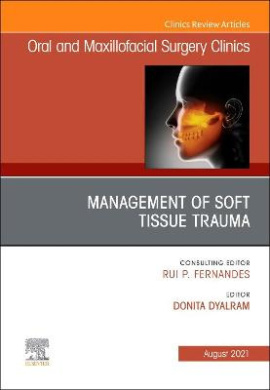 Clinics Review Articles
Oral and Maxillofacial Surgery Clinics
MANAGEMENT OF SOFT
TISSUE TRAUMA
CONSULTING EDITOR
RUI P. FERNANDES
EDITOR
DONITA DYALRAM
ELSEVIER
August 2021